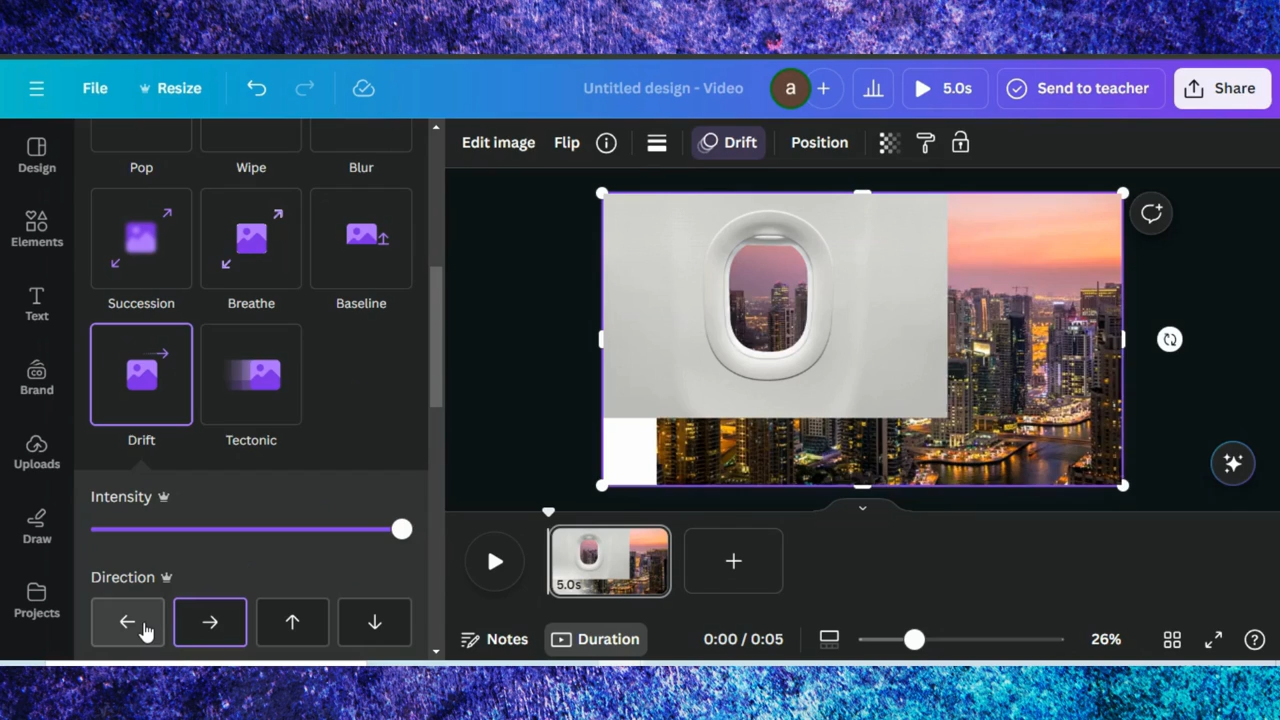 File
Resize
Untitled design - Video
a
5.0s
Send to teacher
Share
Design
Elements
Text
Brand
Uploads
Draw
Projects
Pop
Wipe
Blur
Succession
Breathe
Baseline
Drift
Tectonic
Intensity
Direction
Edit image
Flip
Drift
Position
5.0s
Notes
Duration
0:00 / 0:05
26%